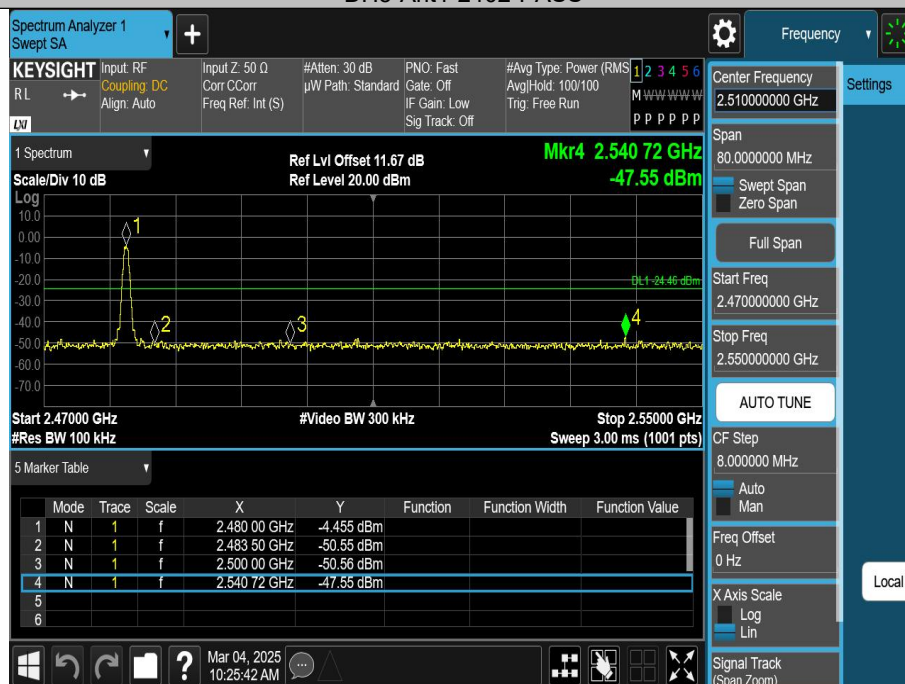 Spectrum Analyzer 1
Swept SA
+
Frequency
KEYSIGHT
RL
LXI
Input: RF
Coupling: DC
Align: Auto
Input Z: 50 Ω
Corr CCorr
Freq Ref: Int (S)
#Atten: 30 dB
µW Path: Standard
PNO: Fast
Gate: Off
IF Gain: Low
Sig Track: Off
#Avg Type: Power (RMS
Avg|Hold: 100/100
Trig: Free Run
1 2 3 4 5 6
M W W W W W
P P P P P P
1 Spectrum
Scale/Div 10 dB
Ref Lvl Offset 11.67 dB
Ref Level 20.00 dBm
Mkr4 2.540 72 GHz
-47.55 dBm
Log
10.0
0.00
-10.0
-20.0
-30.0
-40.0
-50.0
-60.0
-70.0
1
2
3
4
DL1 -24.46 dBm
Start 2.47000 GHz
#Res BW 100 kHz
#Video BW 300 kHz
Stop 2.55000 GHz
Sweep 3.00 ms (1001 pts)
5 Marker Table
Mode Trace Scale X Y Function Function Width Function Value
1 N 1 f 2.480 00 GHz -4.455 dBm
2 N 1 f 2.483 50 GHz -50.55 dBm
3 N 1 f 2.500 00 GHz -50.56 dBm
4 N 1 f 2.540 72 GHz -47.55 dBm
5
6
?
Mar 04, 2025
10:25:42 AM
Center Frequency
2.510000000 GHz
Settings
Span
80.0000000 MHz
Swept Span
Zero Span
Full Span
Start Freq
2.470000000 GHz
Stop Freq
2.550000000 GHz
AUTO TUNE
CF Step
8.000000 MHz
Auto
Man
Freq Offset
0 Hz
X Axis Scale
Log
Lin
Local
Signal Track
(Span Zoom)